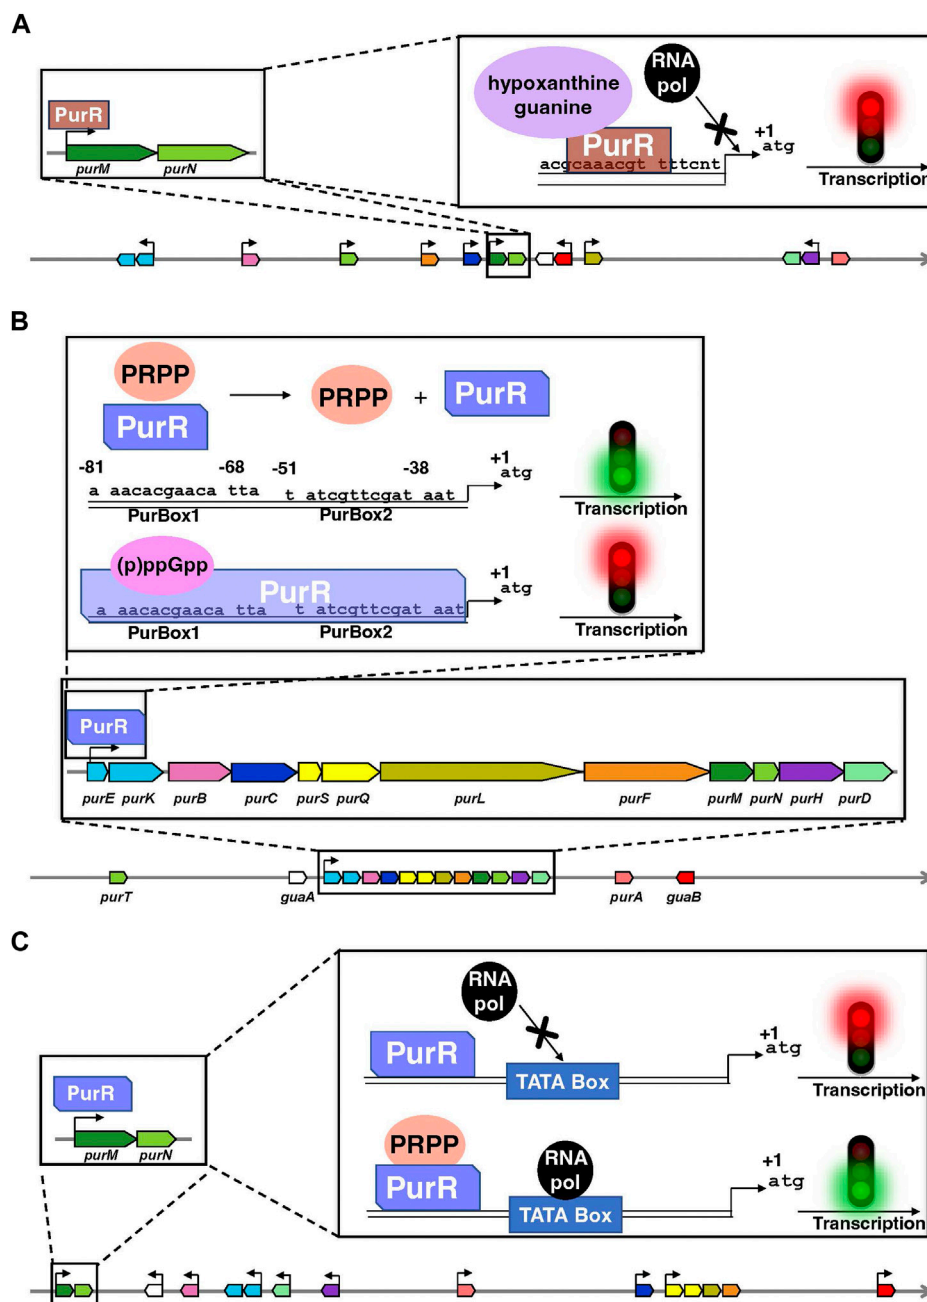 A
PurR
purM
purN
hypoxanthine
guanine
RNA
pol
PurR
acgcaaacgt tttcnt
+1
atg
Transcription
B
PRPP
PurR
PRPP
+
PurR
-81
-68
-51
-38
+1
atg
a aacacgaaca tta
t atcgttcgat aat
PurBox1
PurBox2
Transcription
(p)ppGpp
PurR
+1
atg
a aacacgaaca tta
t atcgttcgat aat
PurBox1
PurBox2
Transcription
PurR
purE
purK
purB
purC
purS
purQ
purL
purF
purM
purN
purH
purD
purT
guaA
purA
guaB
C
PurR
purM
purN
RNA
pol
PurR
TATA Box
+1
atg
Transcription
PRPP
PurR
RNA
pol
TATA Box
+1
atg
Transcription